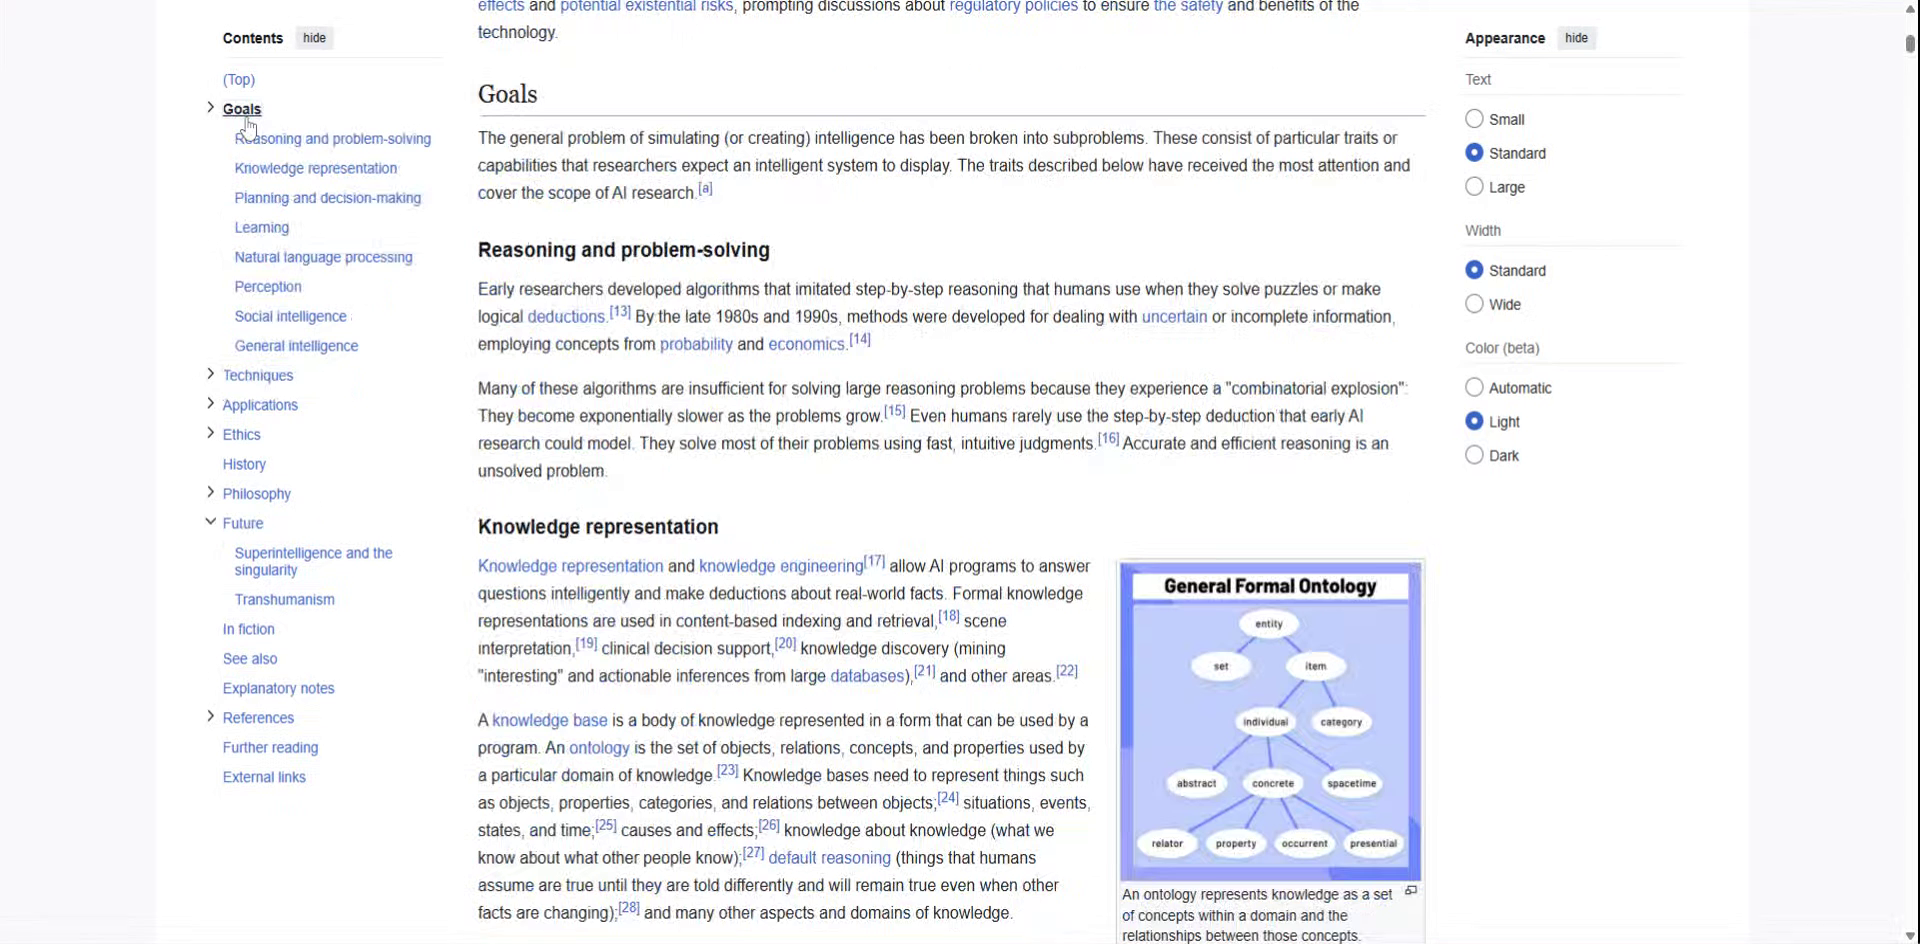 effects and potential existential risks, prompting discussions about regulatory policies to ensure the safety and benefits of the
technology.
Contents hide
(Top)
Goals
Reasoning and problem-solving
Knowledge representation
Planning and decision-making
Learning
Natural language processing
Perception
Social intelligence
General intelligence
Techniques
Applications
Ethics
History
Philosophy
Future
Superintelligence and the
singularity
Transhumanism
In fiction
See also
Explanatory notes
References
Further reading
External links
Goals
The general problem of simulating (or creating) intelligence has been broken into subproblems. These consist of particular traits or
capabilities that researchers expect an intelligent system to display. The traits described below have received the most attention and
cover the scope of AI research.[a]
Reasoning and problem-solving
Early researchers developed algorithms that imitated step-by-step reasoning that humans use when they solve puzzles or make
logical deductions.[13] By the late 1980s and 1990s, methods were developed for dealing with uncertain or incomplete information,
employing concepts from probability and economics.[14]
Many of these algorithms are insufficient for solving large reasoning problems because they experience a "combinatorial explosion":
They become exponentially slower as the problems grow.[15] Even humans rarely use the step-by-step deduction that early AI
research could model. They solve most of their problems using fast, intuitive judgments.[16] Accurate and efficient reasoning is an
unsolved problem.
Knowledge representation
Knowledge representation and knowledge engineering[17] allow AI programs to answer
questions intelligently and make deductions about real-world facts. Formal knowledge
representations are used in content-based indexing and retrieval,[18] scene
interpretation,[19] clinical decision support,[20] knowledge discovery (mining
"interesting" and actionable inferences from large databases),[21] and other areas.[22]
A knowledge base is a body of knowledge represented in a form that can be used by a
program. An ontology is the set of objects, relations, concepts, and properties used by
a particular domain of knowledge.[23] Knowledge bases need to represent things such
as objects, properties, categories, and relations between objects;[24] situations, events,
states, and time;[25] causes and effects;[26] knowledge about knowledge (what we
know about what other people know);[27] default reasoning (things that humans
assume are true until they are told differently and will remain true even when other
facts are changing);[28] and many other aspects and domains of knowledge.
General Formal Ontology
entity
set item
individual category
abstract concrete spacetime
relator property occurrent presential
An ontology represents knowledge as a set
of concepts within a domain and the
relationships between those concepts.
Appearance hide
Text
Small
Standard
Large
Width
Standard
Wide
Color (beta)
Automatic
Light
Dark